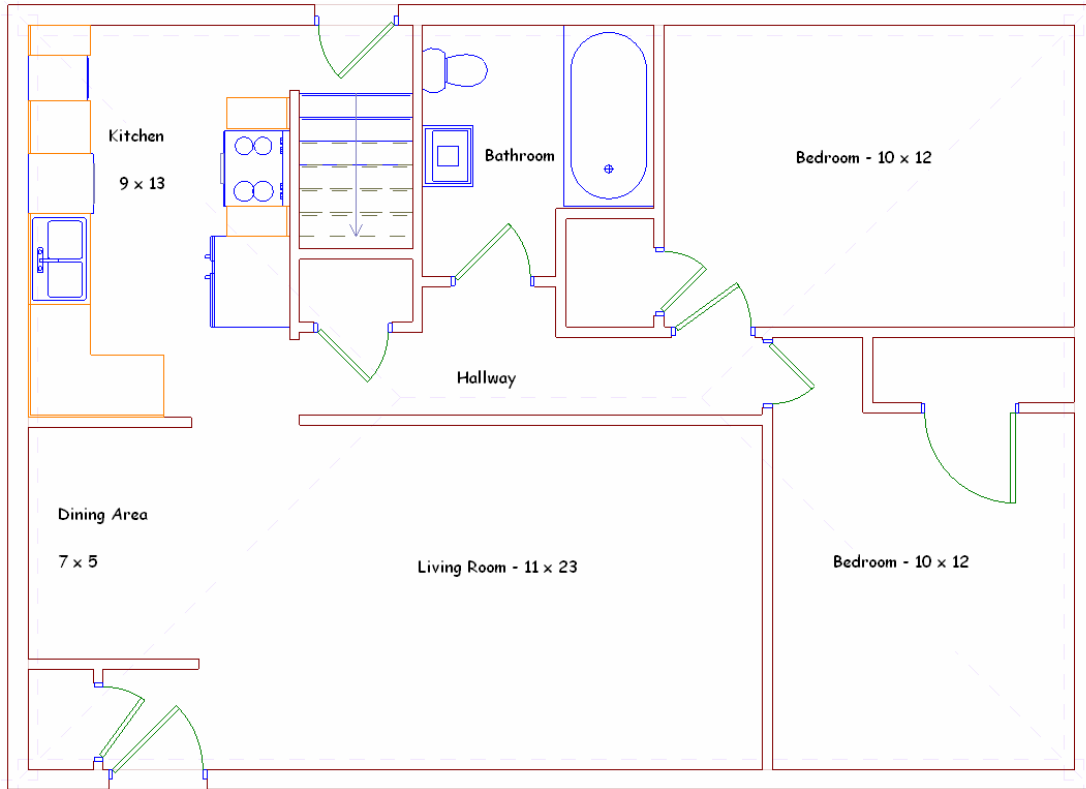 Kitchen
9 x 13
Bathroom
Bedroom - 10 x 12
Hallway
Dining Area
7 x 5
Living Room - 11 x 23
Bedroom - 10 x 12